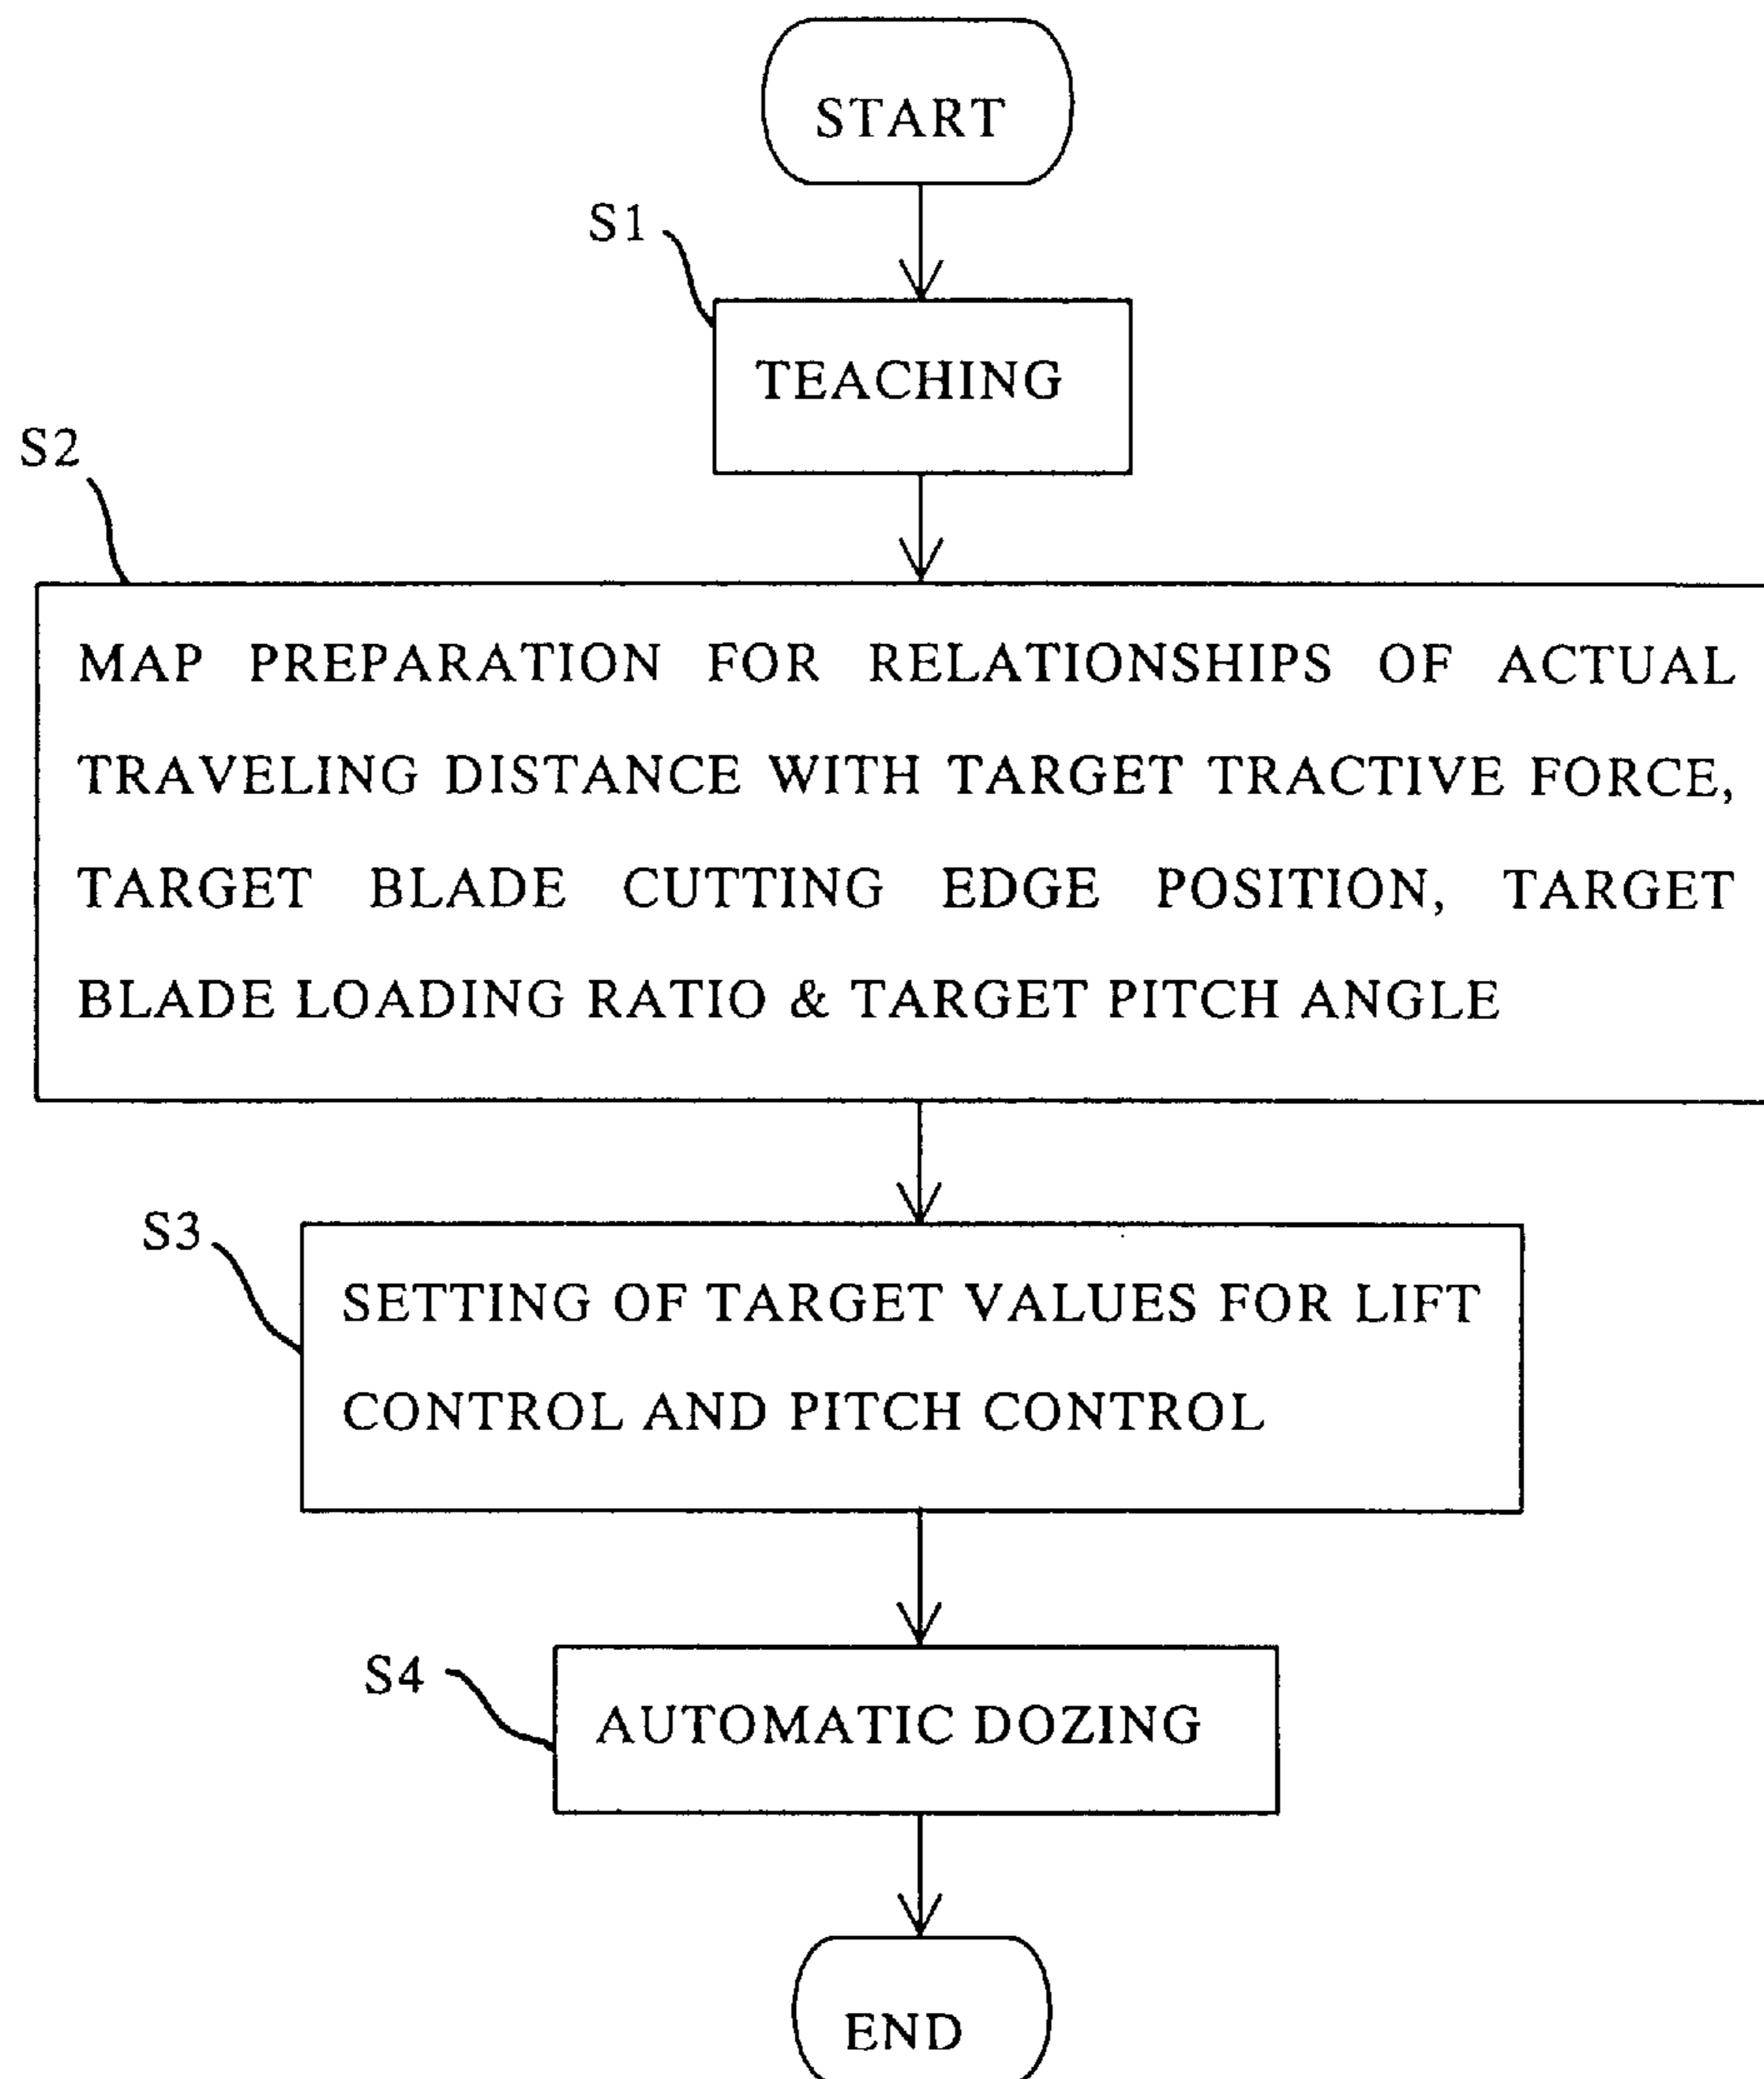 START
S1
TEACHING
S2
MAP PREPARATION FOR RELATIONSHIPS OF ACTUAL
TRAVELING DISTANCE WITH TARGET TRACTIVE FORCE,
TARGET BLADE CUTTING EDGE POSITION, TARGET
BLADE LOADING RATIO & TARGET PITCH ANGLE
S3
SETTING OF TARGET VALUES FOR LIFT
CONTROL AND PITCH CONTROL
S4
AUTOMATIC DOZING
END